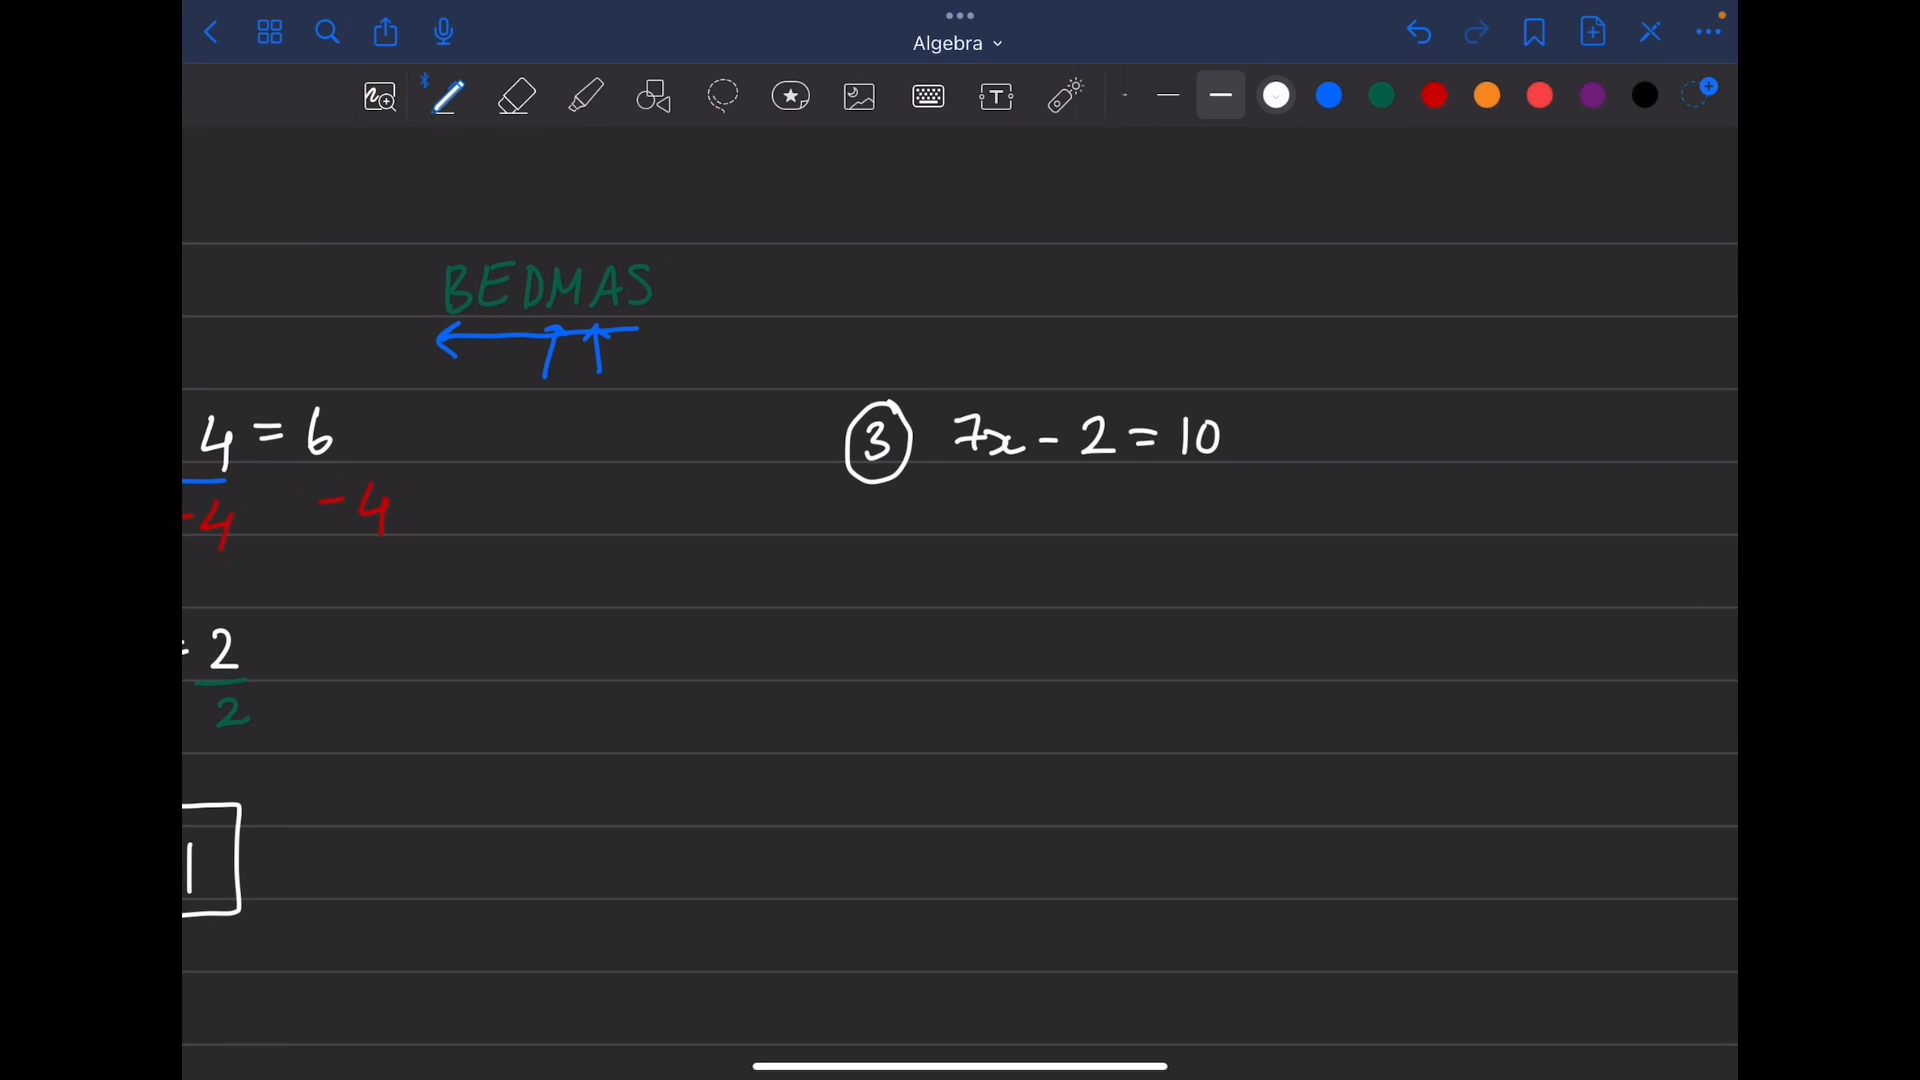 Algebra
BEDMAS
4 = 6
-4 -4
= 2
2
1
③ 7x - 2 = 10